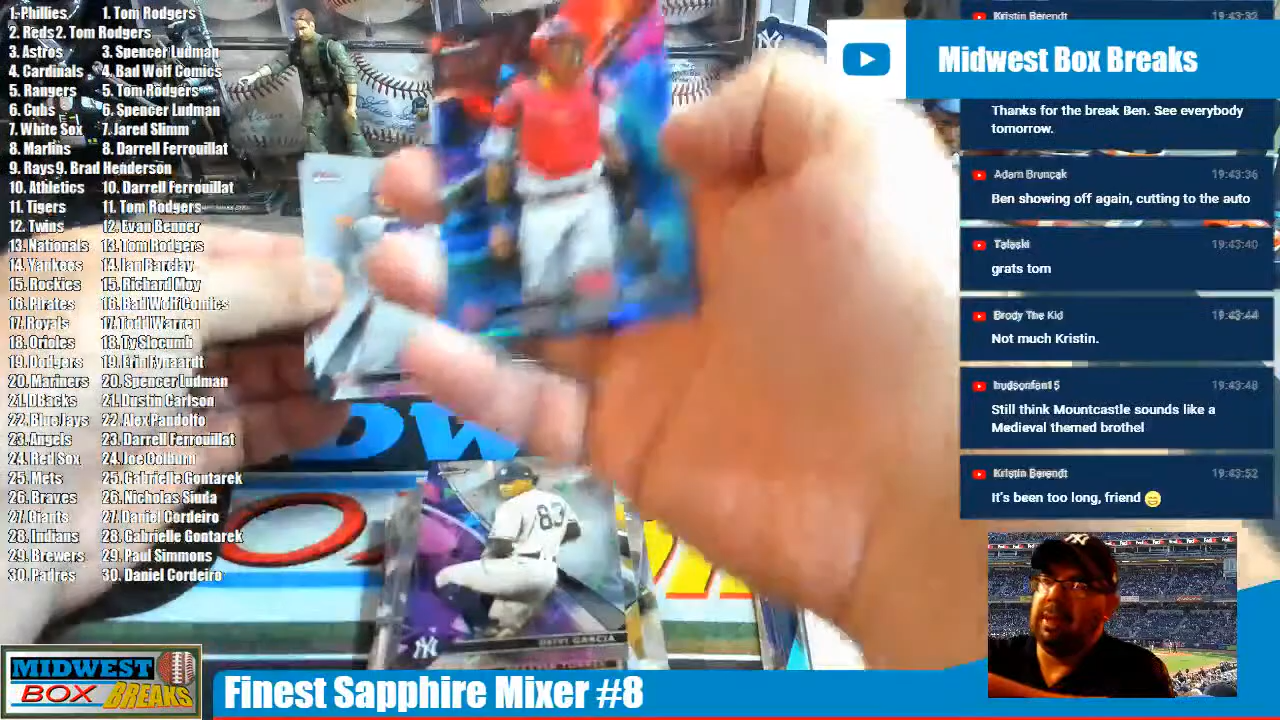 1. Phillies 1. Tom Rodgers
2. Reds 2. Tom Rodgers
3. Astros 3. Spencer Ludman
4. Cardinals 4. Bad Wolf Comics
5. Rangers 5. Tom Rodgers
6. Cubs 6. Spencer Ludman
7. White Sox 7. Jared Slimm
8. Marlins 8. Darrell Ferrouillat
9. Rays 9. Brad Henderson
10. Athletics 10. Darrell Ferrouillat
11. Tigers 11. Tom Rodgers
12. Twins 12. Evan Benner
13. Nationals 13. Tom Rodgers
14. Yankees 14. Ian Barclay
15. Rockies 15. Richard Moy
16. Pirates 16. Bad Wolf Comics
17. Royals 17. Todd Warren
18. Orioles 18. Ty Slocumb
19. Dodgers 19. Erin Fynaardt
20. Mariners 20. Spencer Ludman
21. DBacks 21. Dustin Carlson
22. Blue Jays 22. Alex Pandolfo
23. Angels 23. Darrell Ferrouillat
24. Red Sox 24. Joe Colburn
25. Mets 25. Gabrielle Gontarek
26. Braves 26. Nicholas Siuda
27. Giants 27. Daniel Cordeiro
28. Indians 28. Gabrielle Gontarek
29. Brewers 29. Paul Simmons
30. Padres 30. Daniel Cordeiro
Kristin Berendt 19:43:32
Midwest Box Breaks
Thanks for the break Ben. See everybody
tomorrow.
Adam Bruncak 19:43:36
Ben showing off again, cutting to the auto
Talaski 19:43:40
grats tom
Brody The Kid 19:43:44
Not much Kristin.
hudsonfan15 19:43:48
Still think Mountcastle sounds like a
Medieval themed brothel
Kristin Berendt 19:43:52
It's been too long, friend 😄
83
DEIVI GARCIA
MIDWEST
BOX BREAKS
Finest Sapphire Mixer #8